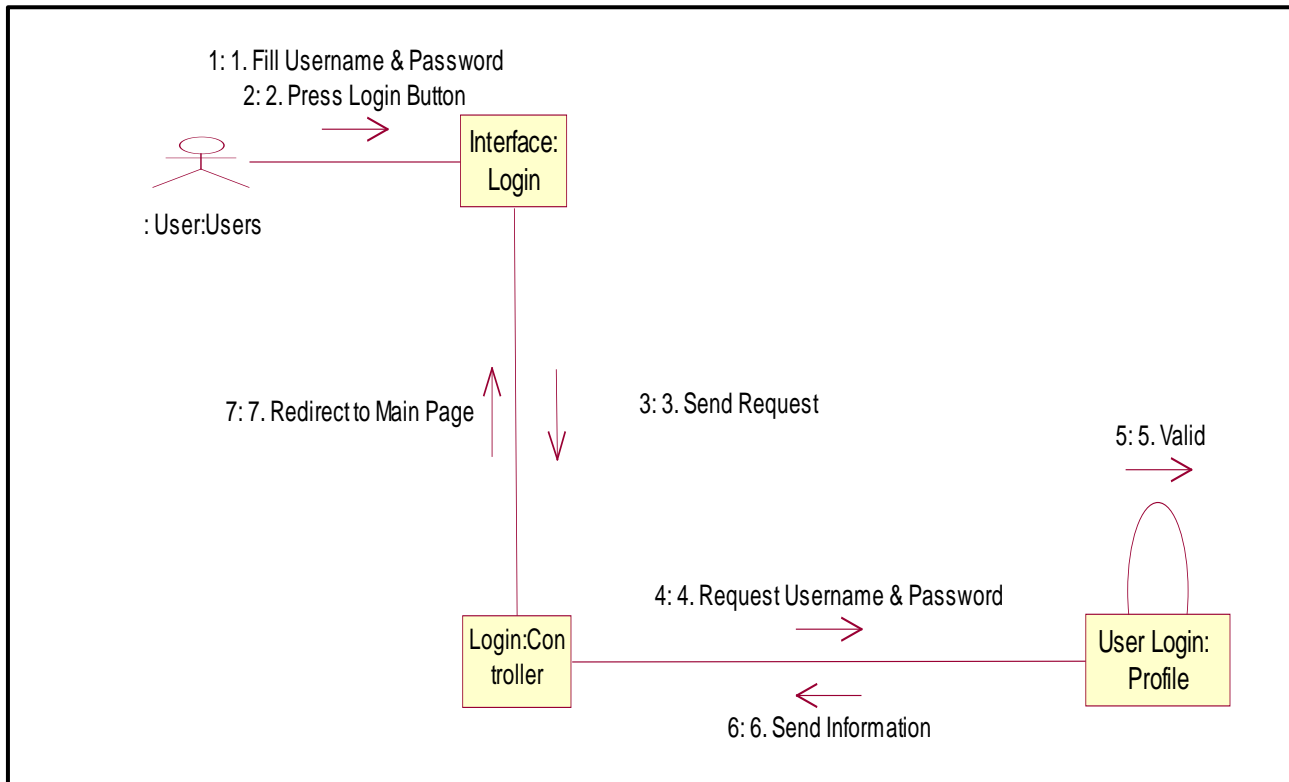 1: 1. Fill Username & Password
2: 2. Press Login Button
Interface:
Login
: User:Users
7: 7. Redirect to Main Page
3: 3. Send Request
5: 5. Valid
4: 4. Request Username & Password
Login:Con
troller
User Login:
Profile
6: 6. Send Information